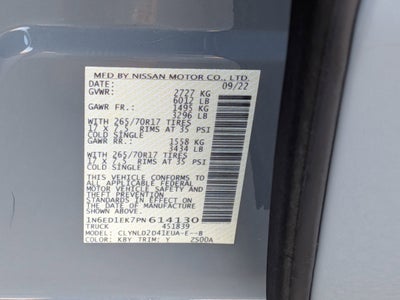 MFD BY NISSAN MOTOR CO., LTD.
DATE: 09/22
GVWR: 2727 KG
6012 LB
GAWR FR.: 1495 KG
3296 LB
WITH 265/70R17 TIRES
17 X 7.5 RIMS AT 35 PSI
COLD SINGLE
GAWR RR.: 1558 KG
3434 LB
WITH 265/70R17 TIRES
17 X 7.5 RIMS AT 35 PSI
COLD SINGLE
THIS VEHICLE CONFORMS TO
ALL APPLICABLE FEDERAL
MOTOR VEHICLE SAFETY AND
THEFT PREVENTION
STANDARDS IN EFFECT ON
THE DATE OF MANUFACTURE
SHOWN ABOVE.
1N6ED1EK7PN614130
TRUCK 451839
MODEL: CLYNLD2D41EUA-E--B
COLOR: KBY TRIM: Y 2S00A